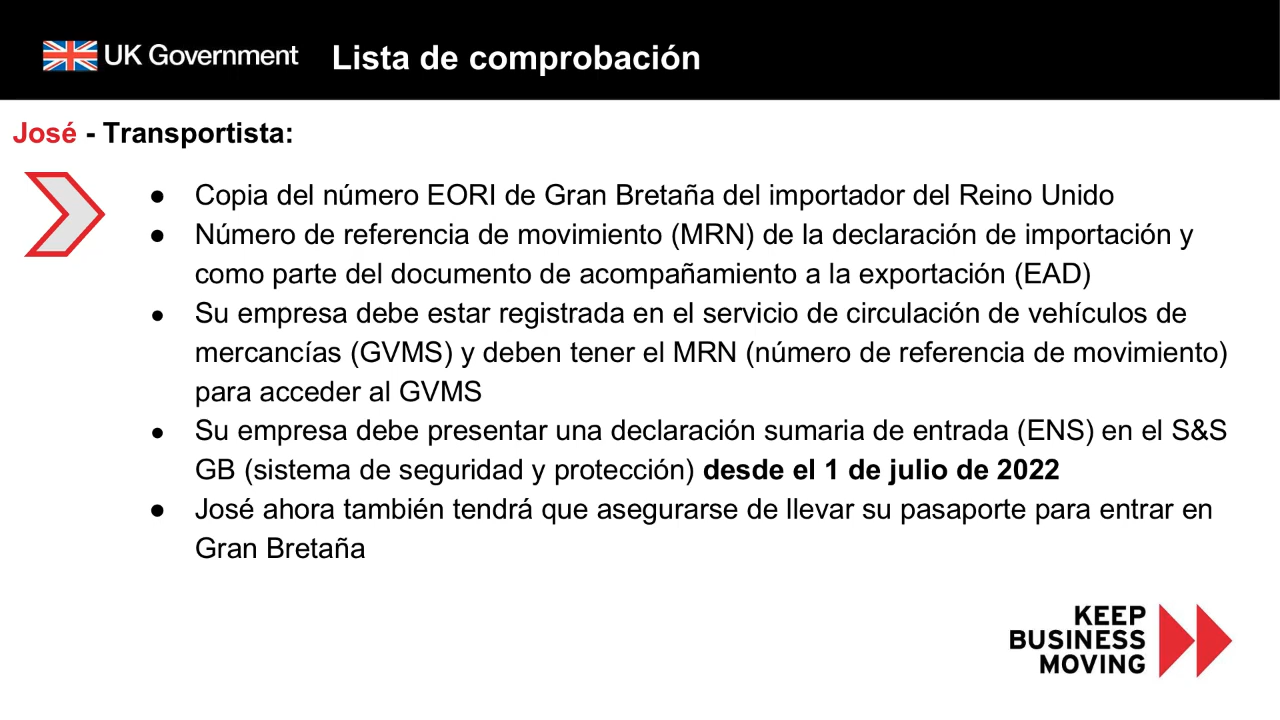 UK Government Lista de comprobación
José - Transportista:
● Copia del número EORI de Gran Bretaña del importador del Reino Unido
● Número de referencia de movimiento (MRN) de la declaración de importación y
como parte del documento de acompañamiento a la exportación (EAD)
● Su empresa debe estar registrada en el servicio de circulación de vehículos de
mercancías (GVMS) y deben tener el MRN (número de referencia de movimiento)
para acceder al GVMS
● Su empresa debe presentar una declaración sumaria de entrada (ENS) en el S&S
GB (sistema de seguridad y protección) desde el 1 de julio de 2022
● José ahora también tendrá que asegurarse de llevar su pasaporte para entrar en
Gran Bretaña
KEEP
BUSINESS
MOVING